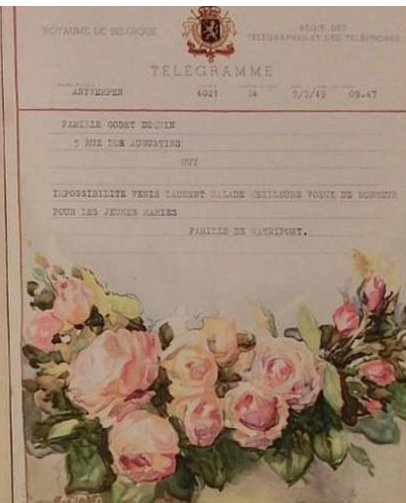 ROYAUME DE BELGIQUE
RÉGIE DES
TÉLÉGRAPHES ET DES TÉLÉPHONES
TÉLÉGRAMME
ANTWERPEN 4021 24 5/5/49 09.47
FAMILLE GODET DEQUIN
5 RUE DES AUGUSTINS
HUY
IMPOSSIBILITE VENIR LAURENT MALADE MEILLEURS VOEUX DE BONHEUR
POUR LES JEUNES MARIES
FAMILLE DE WATRIPONT.